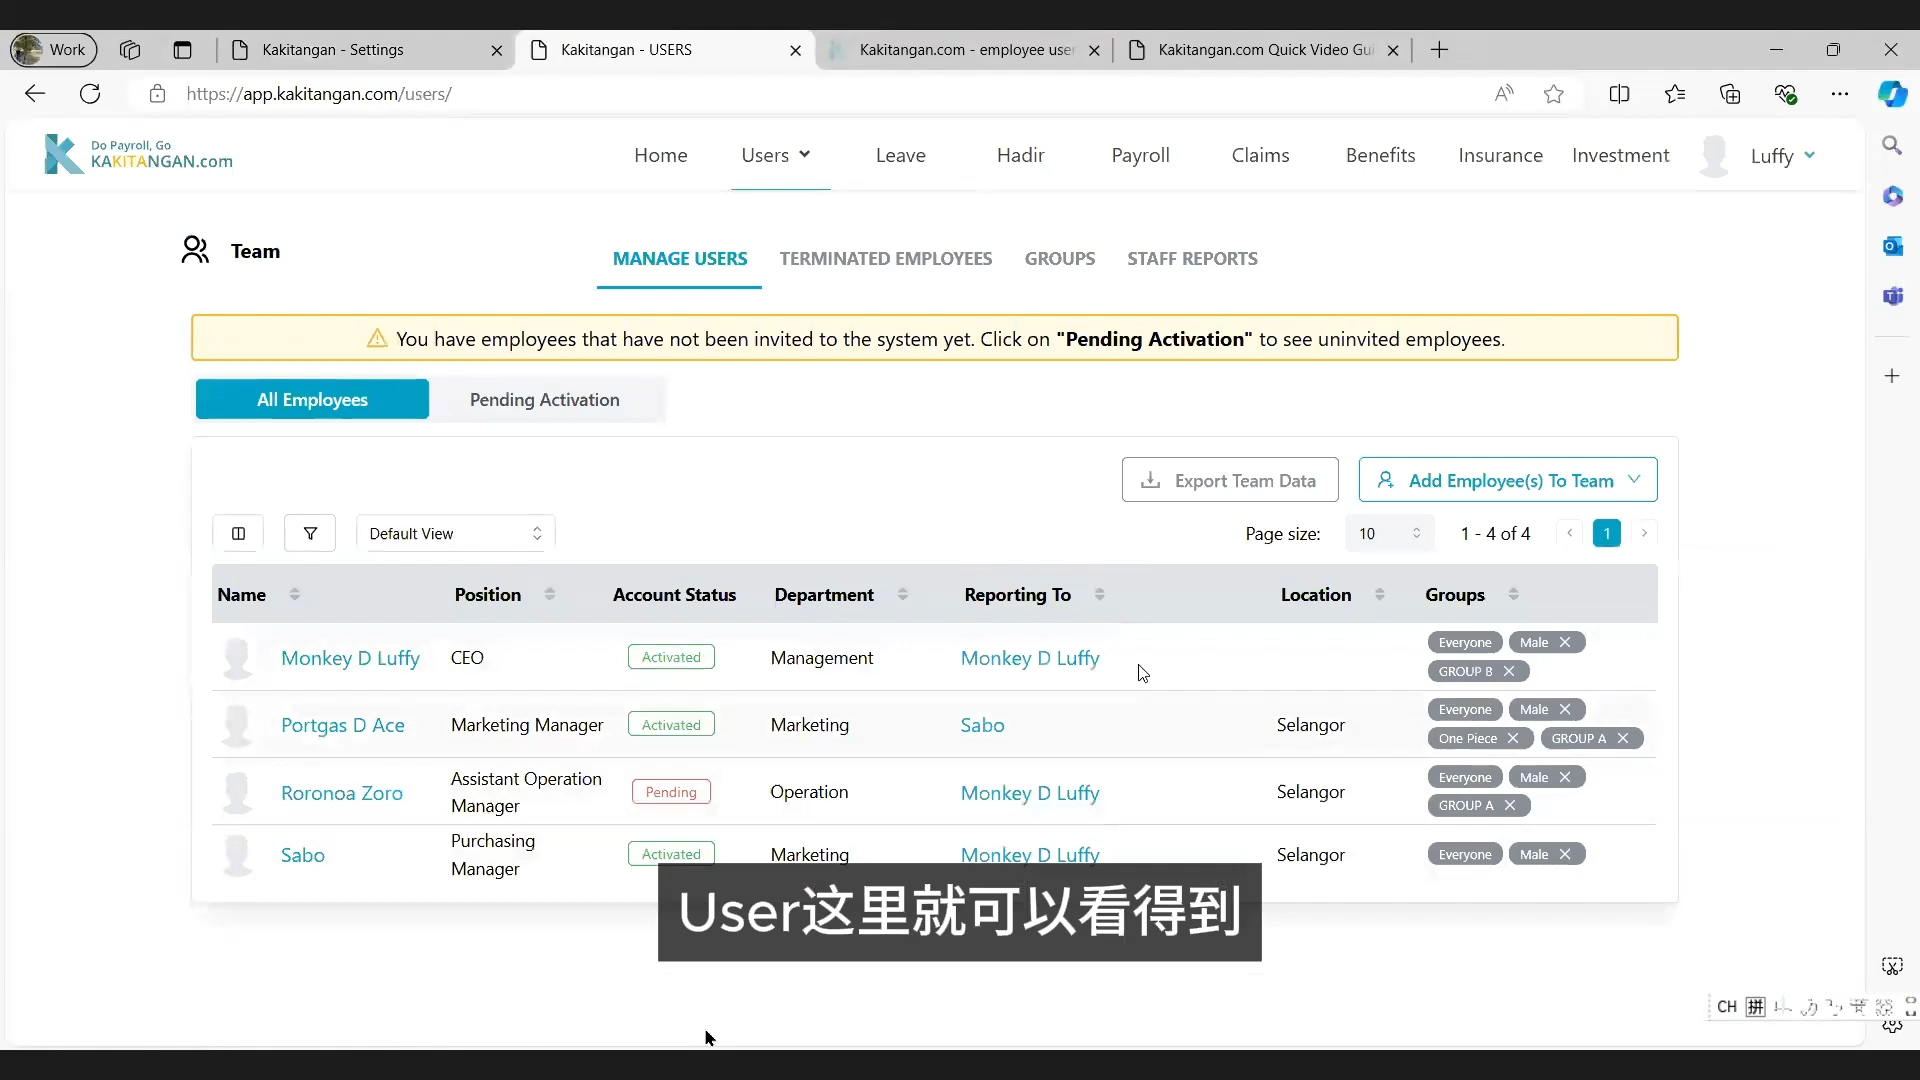 Work
Kakitangan - Settings
Kakitangan - USERS
Kakitangan.com - employee user
Kakitangan.com Quick Video Gui
https://app.kakitangan.com/users/
Do Payroll, Go
KAKITANGAN.com
Home
Users
Leave
Hadir
Payroll
Claims
Benefits
Insurance
Investment
Luffy
Team
MANAGE USERS
TERMINATED EMPLOYEES
GROUPS
STAFF REPORTS
You have employees that have not been invited to the system yet. Click on "Pending Activation" to see uninvited employees.
All Employees
Pending Activation
Export Team Data
Add Employee(s) To Team
Default View
Page size:
10
1 - 4 of 4
1
Name
Position
Account Status
Department
Reporting To
Location
Groups
Monkey D Luffy
CEO
Activated
Management
Monkey D Luffy
Everyone
Male
GROUP B
Portgas D Ace
Marketing Manager
Activated
Marketing
Sabo
Selangor
Everyone
Male
One Piece
GROUP A
Roronoa Zoro
Assistant Operation
Manager
Pending
Operation
Monkey D Luffy
Selangor
Everyone
Male
GROUP A
Sabo
Purchasing
Manager
Activated
Marketing
Monkey D Luffy
Selangor
Everyone
Male
User这里就可以看得到
CH 拼